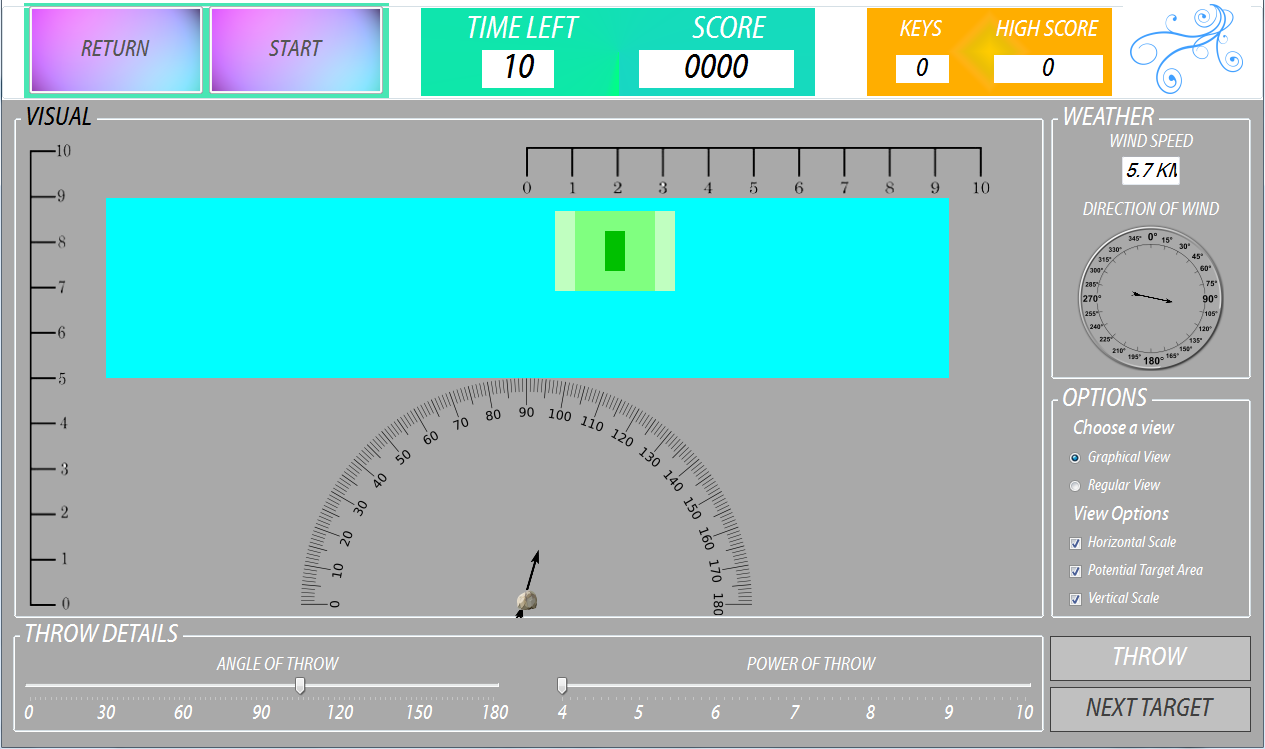 RETURN
START
TIME LEFT
10
SCORE
0000
KEYS
0
HIGH SCORE
0
VISUAL
10
9
8
7
6
5
4
3
2
1
0
0 1 2 3 4 5 6 7 8 9 10
0 10 20 30 40 50 60 70 80 90 100 110 120 130 140 150 160 170 180
WEATHER
WIND SPEED
5.7 KM
DIRECTION OF WIND
0° 15° 30° 45° 60° 75° 90° 105° 120° 135° 150° 165° 180° 195° 210° 225° 240° 255° 270° 285° 300° 315° 330° 345°
OPTIONS
Choose a view
Graphical View
Regular View
View Options
Horizontal Scale
Potential Target Area
Vertical Scale
THROW DETAILS
ANGLE OF THROW
0 30 60 90 120 150 180
POWER OF THROW
4 5 6 7 8 9 10
THROW
NEXT TARGET